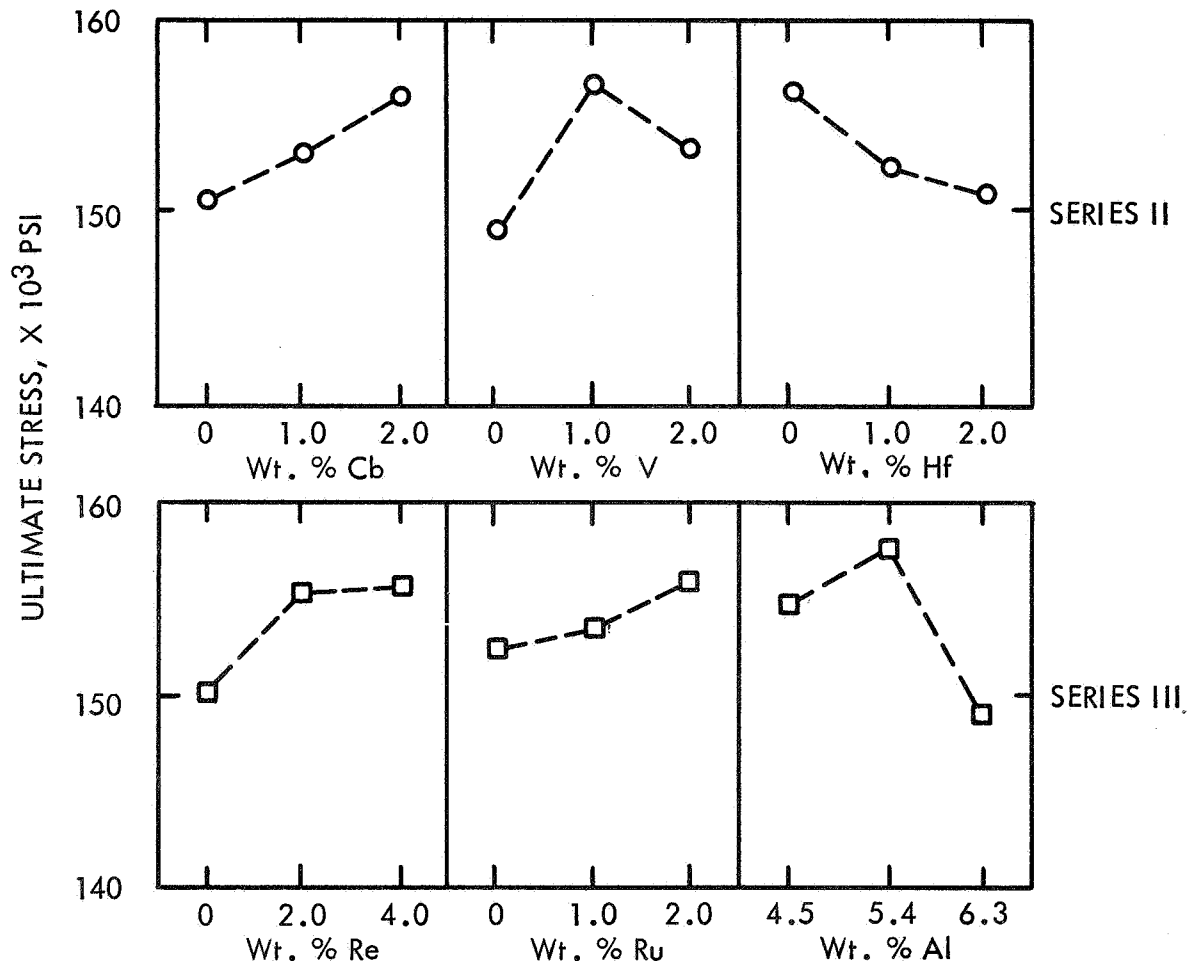 ULTIMATE STRESS, X 10³ PSI
160
150
140
SERIES II
0 1.0 2.0 0 1.0 2.0 0 1.0 2.0
Wt. % Cb Wt. % V Wt. % Hf
160
150
140
SERIES III
0 2.0 4.0 0 1.0 2.0 4.5 5.4 6.3
Wt. % Re Wt. % Ru Wt. % Al